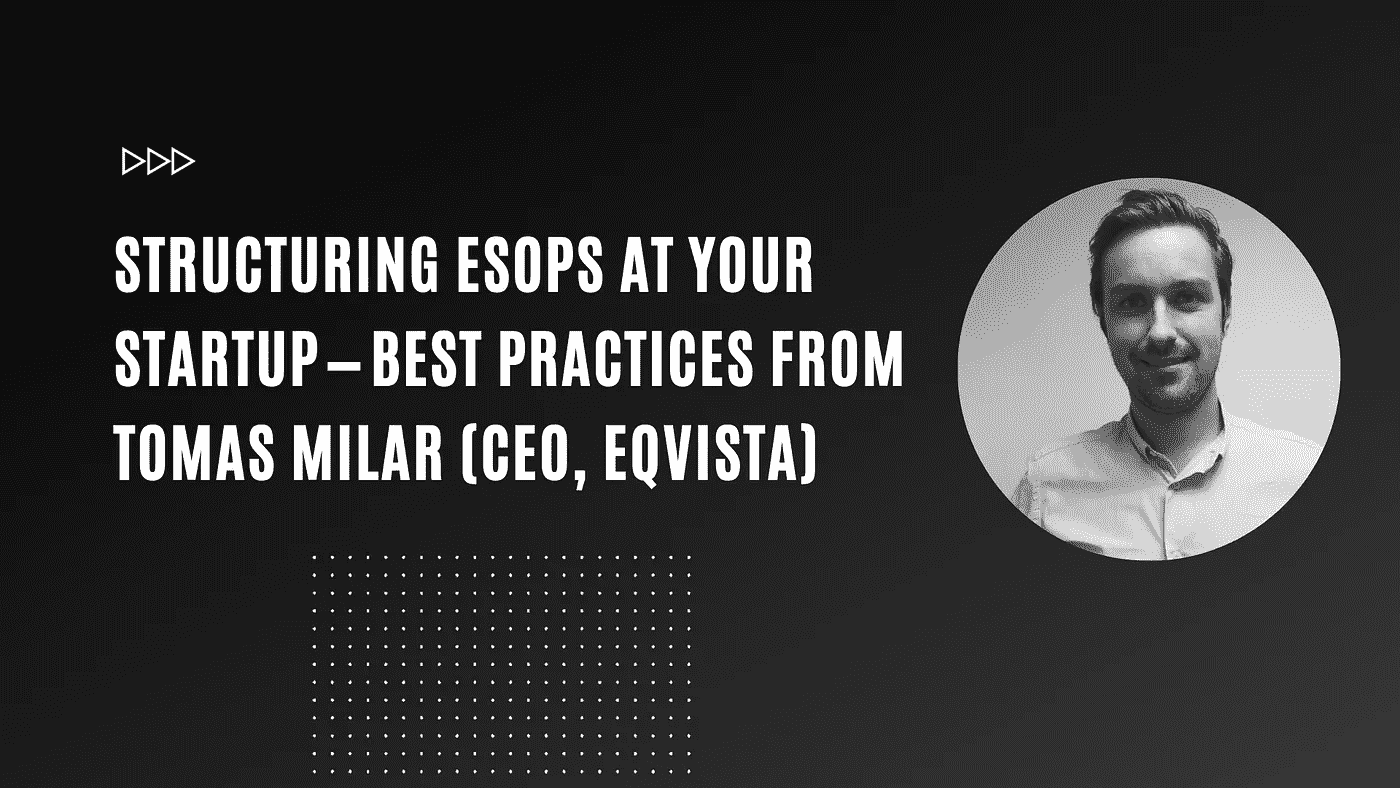 STRUCTURING ESOPS AT YOUR
STARTUP – BEST PRACTICES FROM
TOMAS MILAR (CEO, EQVISTA)